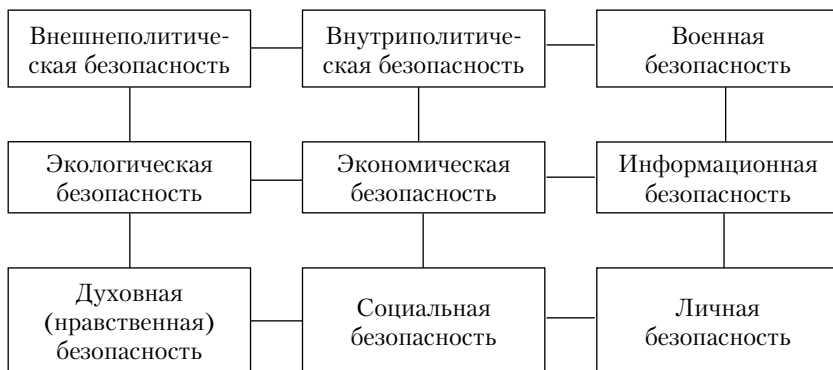 Внешнеполитиче-
ская безопасность
Внутриполитиче-
ская безопасность
Военная
безопасность
Экологическая
безопасность
Экономическая
безопасность
Информационная
безопасность
Духовная
(нравственная)
безопасность
Социальная
безопасность
Личная
безопасность